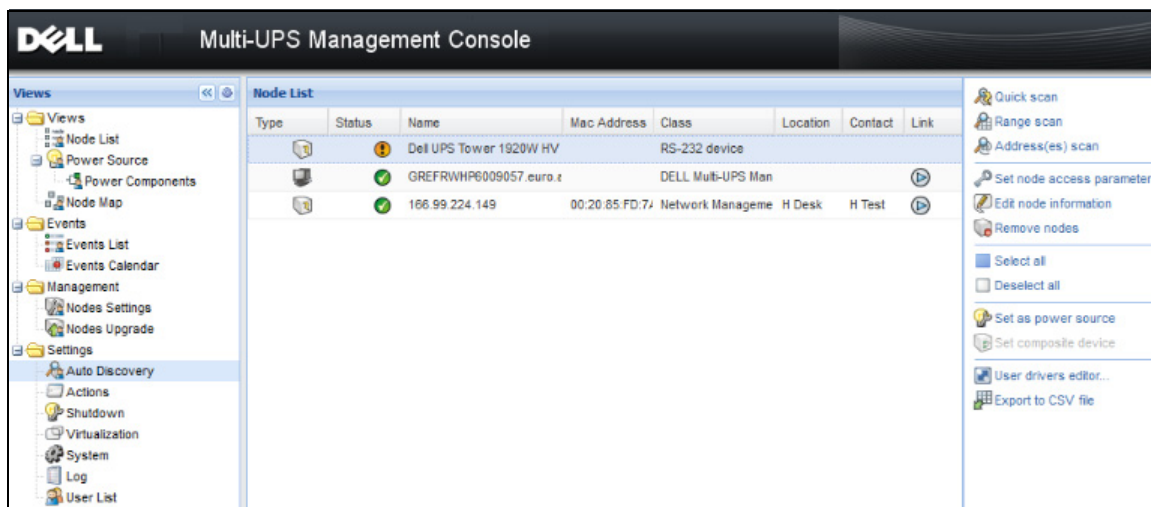 DELL
Multi-UPS Management Console
Views
Views
Node List
Power Source
Power Components
Node Map
Events
Events List
Events Calendar
Management
Nodes Settings
Nodes Upgrade
Settings
Auto Discovery
Actions
Shutdown
Virtualization
System
Log
User List
Node List
Type Status Name Mac Address Class Location Contact Link
Dell UPS Tower 1920W HV RS-232 device
GREFRWHP6009057.euro.e DELL Multi-UPS Man
166.99.224.149 00:20:85:FD:7 Network Manageme H Desk H Test
Quick scan
Range scan
Address(es) scan
Set node access parameter
Edit node information
Remove nodes
Select all
Deselect all
Set as power source
Set composite device
User drivers editor...
Export to CSV file